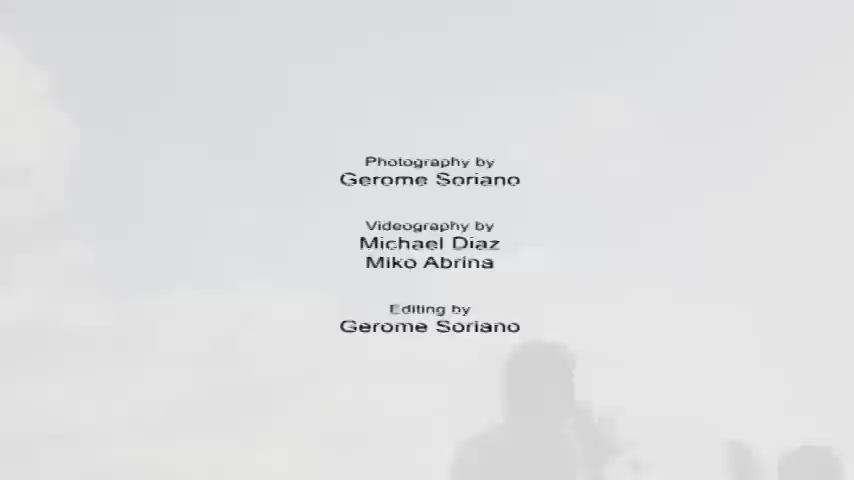 Photography by
Gerome Soriano
Videography by
Michael Diaz
Miko Abrina
Editing by
Gerome Soriano